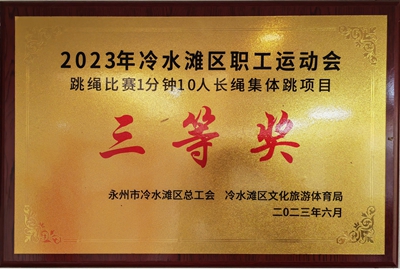 2023年冷水滩区职工运动会
跳绳比赛1分钟10人长绳集体跳项目
三等奖
永州市冷水滩区总工会 冷水滩区文化旅游体育局
二〇二三年六月